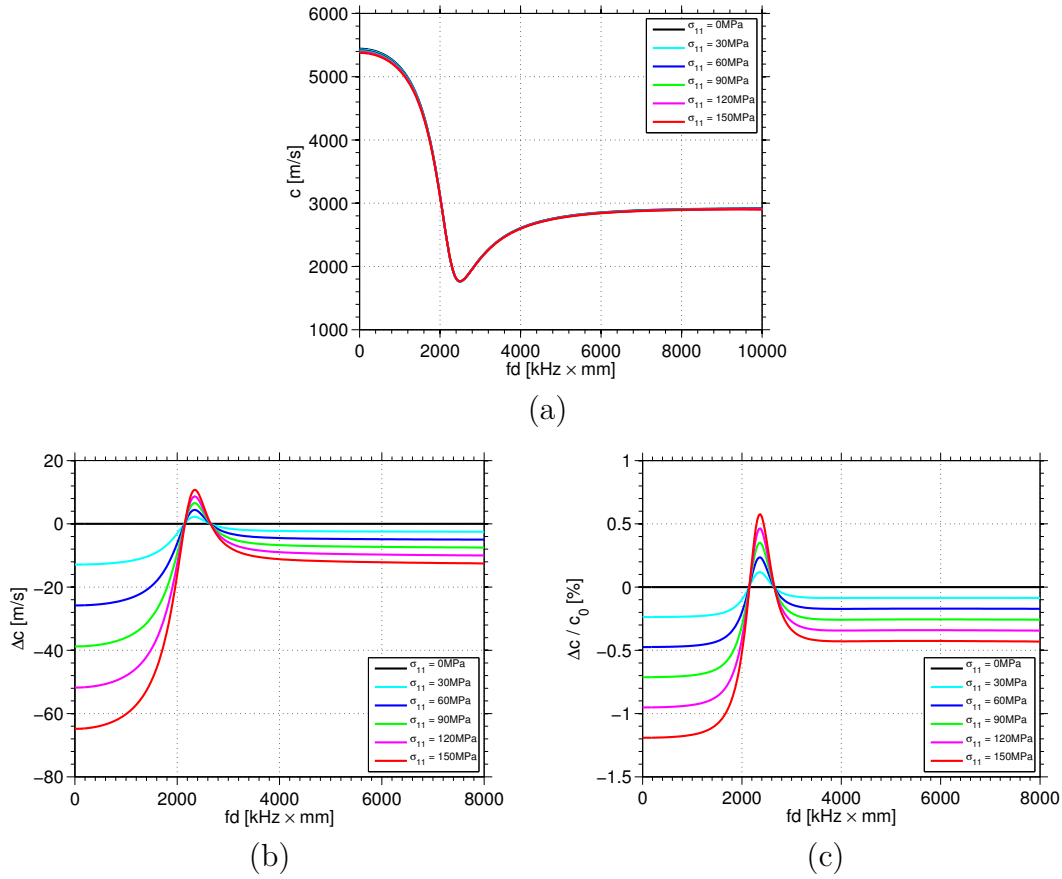 6000
5000
4000
3000
2000
1000
c [m/s]
0
2000
4000
6000
8000
10000
fd [kHz × mm]
σ₁₁ = 0MPa
σ₁₁ = 30MPa
σ₁₁ = 60MPa
σ₁₁ = 90MPa
σ₁₁ = 120MPa
σ₁₁ = 150MPa
(a)
20
0
−20
−40
−60
−80
Δc [m/s]
0
2000
4000
6000
8000
fd [kHz × mm]
σ₁₁ = 0MPa
σ₁₁ = 30MPa
σ₁₁ = 60MPa
σ₁₁ = 90MPa
σ₁₁ = 120MPa
σ₁₁ = 150MPa
(b)
1
0.5
0
−0.5
−1
−1.5
Δc / c₀ [%]
0
2000
4000
6000
8000
fd [kHz × mm]
σ₁₁ = 0MPa
σ₁₁ = 30MPa
σ₁₁ = 60MPa
σ₁₁ = 90MPa
σ₁₁ = 120MPa
σ₁₁ = 150MPa
(c)